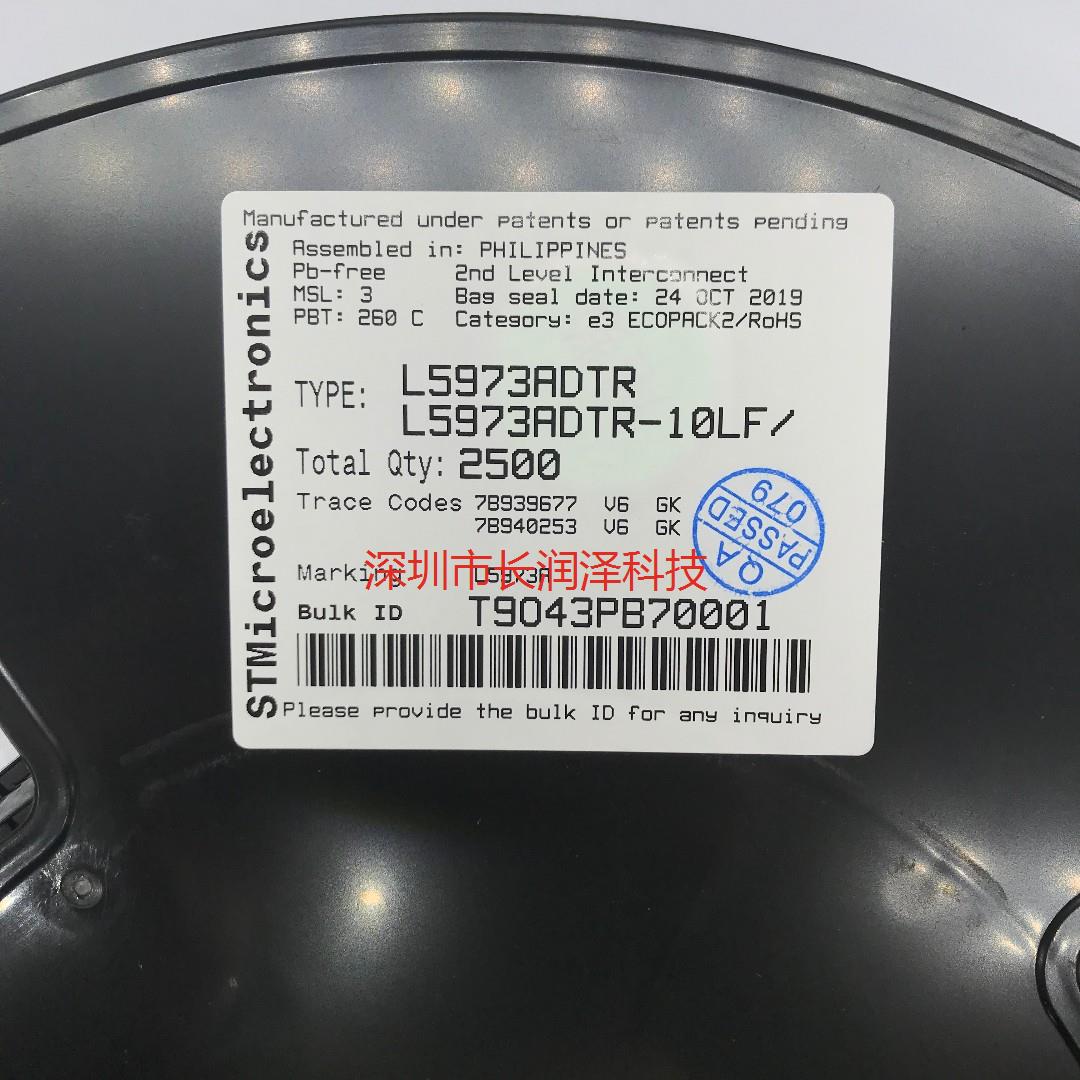 Manufactured under patents or patents pending
STMicroelectronics
Assembled in: PHILIPPINES
Pb-free 2nd Level Interconnect
MSL: 3 Bag seal date: 24 OCT 2019
PBT: 260 C Category: e3 ECOPACK2/RoHS
TYPE: L5973ADTR
L5973ADTR-10LF/
Total Qty: 2500
Trace Codes 7B939677 V6 GK
7B940253 V6 GK
QA
PASSED
079
深圳市长润泽科技
Marking L5973A
Bulk ID T9043PB70001
Please provide the bulk ID for any inquiry